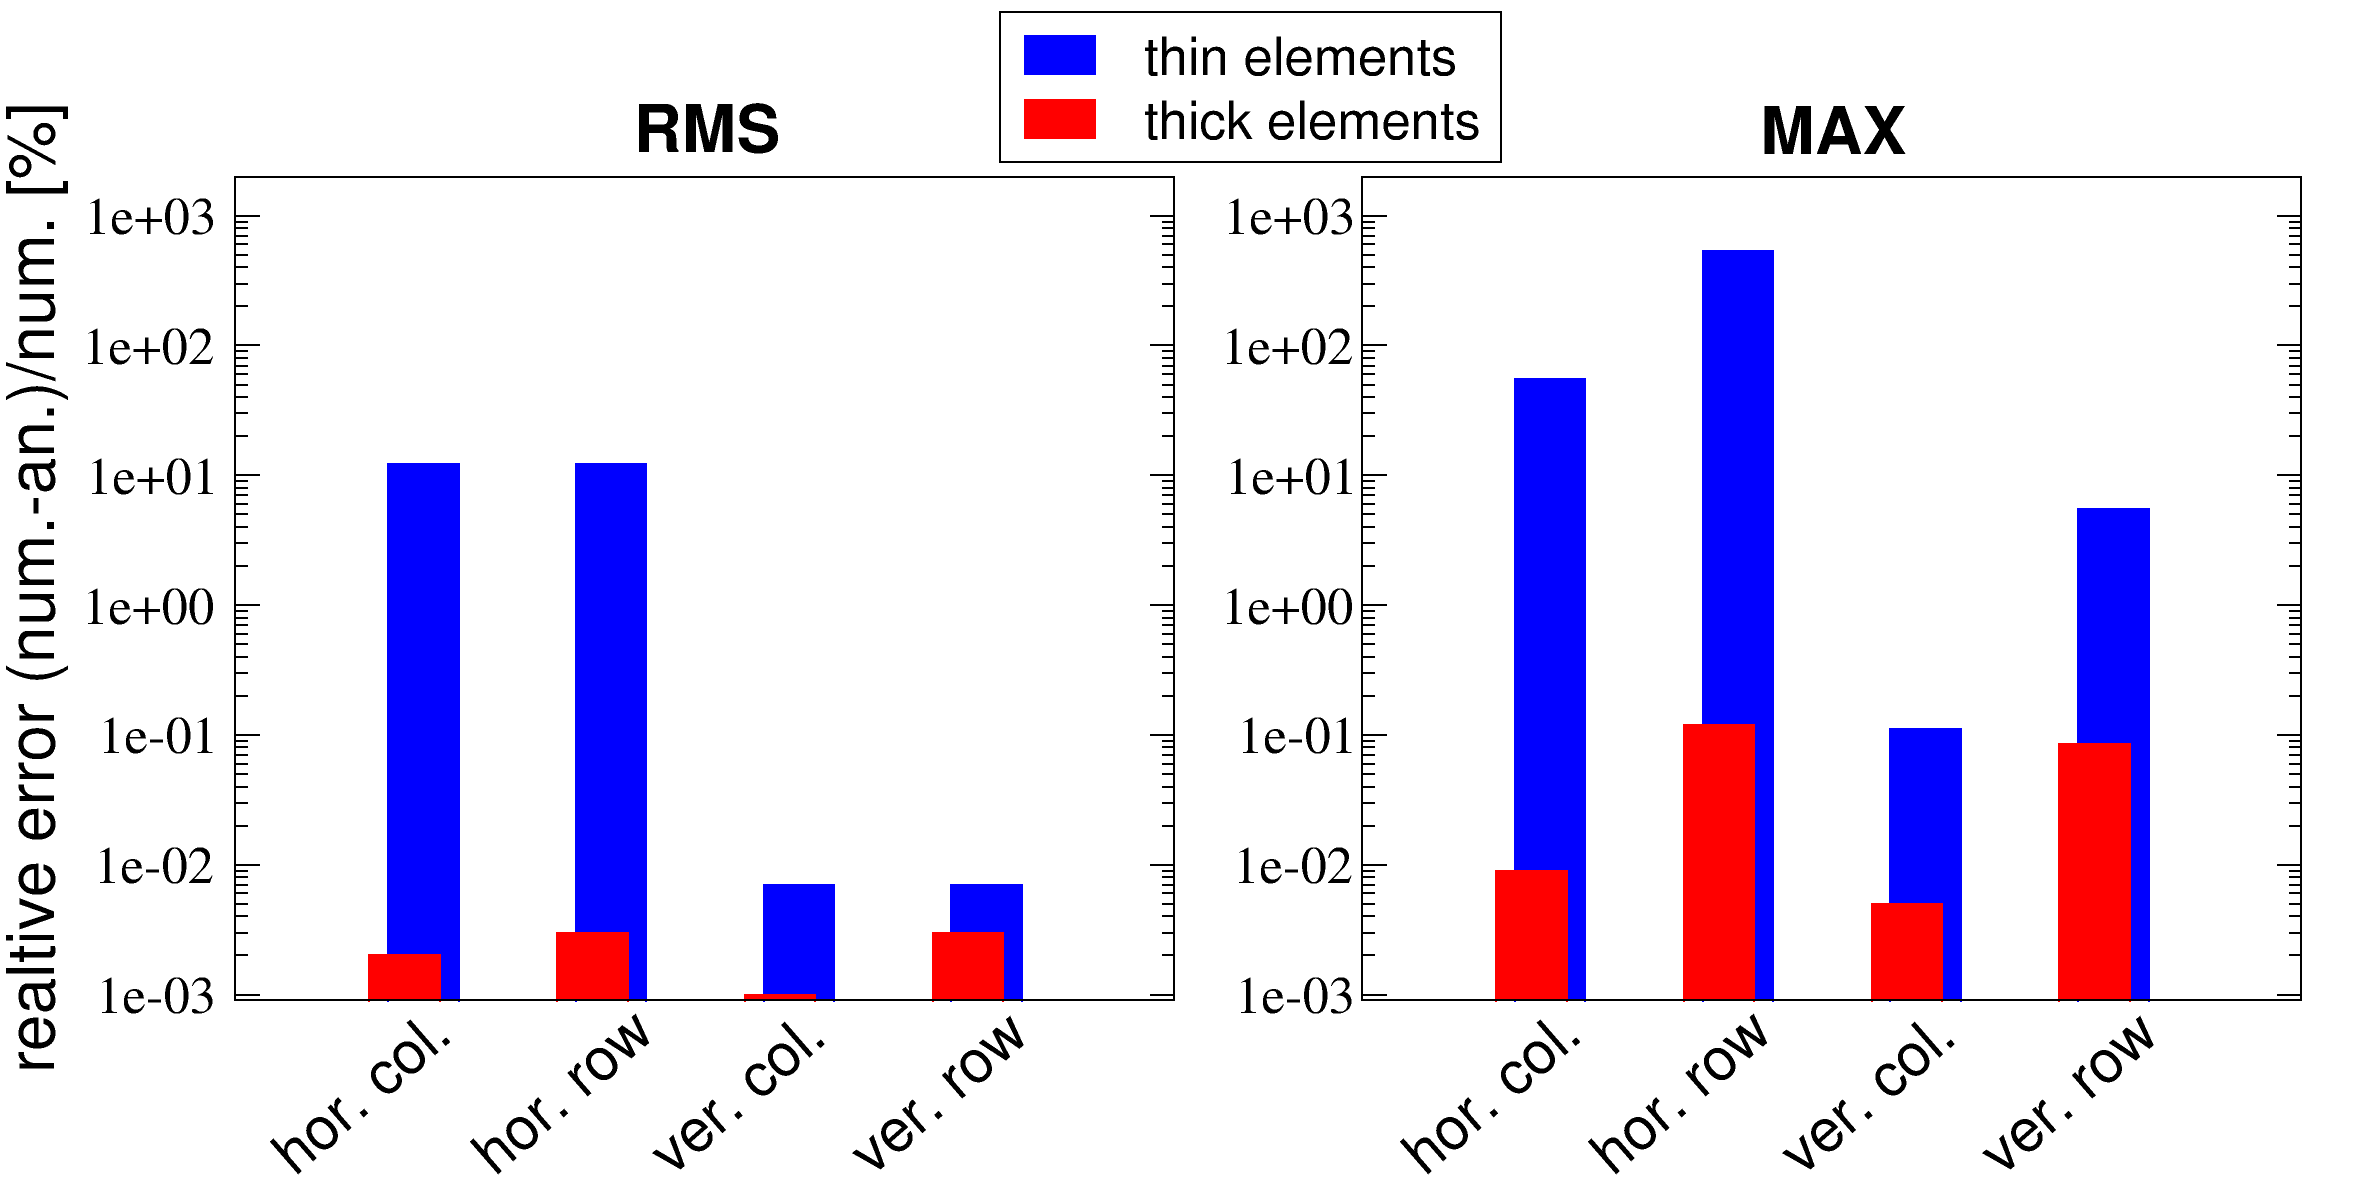 thin elements
thick elements
RMS
MAX
realtive error (num.-an.)/num. [%]
1e+03
1e+02
1e+01
1e+00
1e-01
1e-02
1e-03
hor. col.
hor. row
ver. col.
ver. row
1e+03
1e+02
1e+01
1e+00
1e-01
1e-02
1e-03
hor. col.
hor. row
ver. col.
ver. row